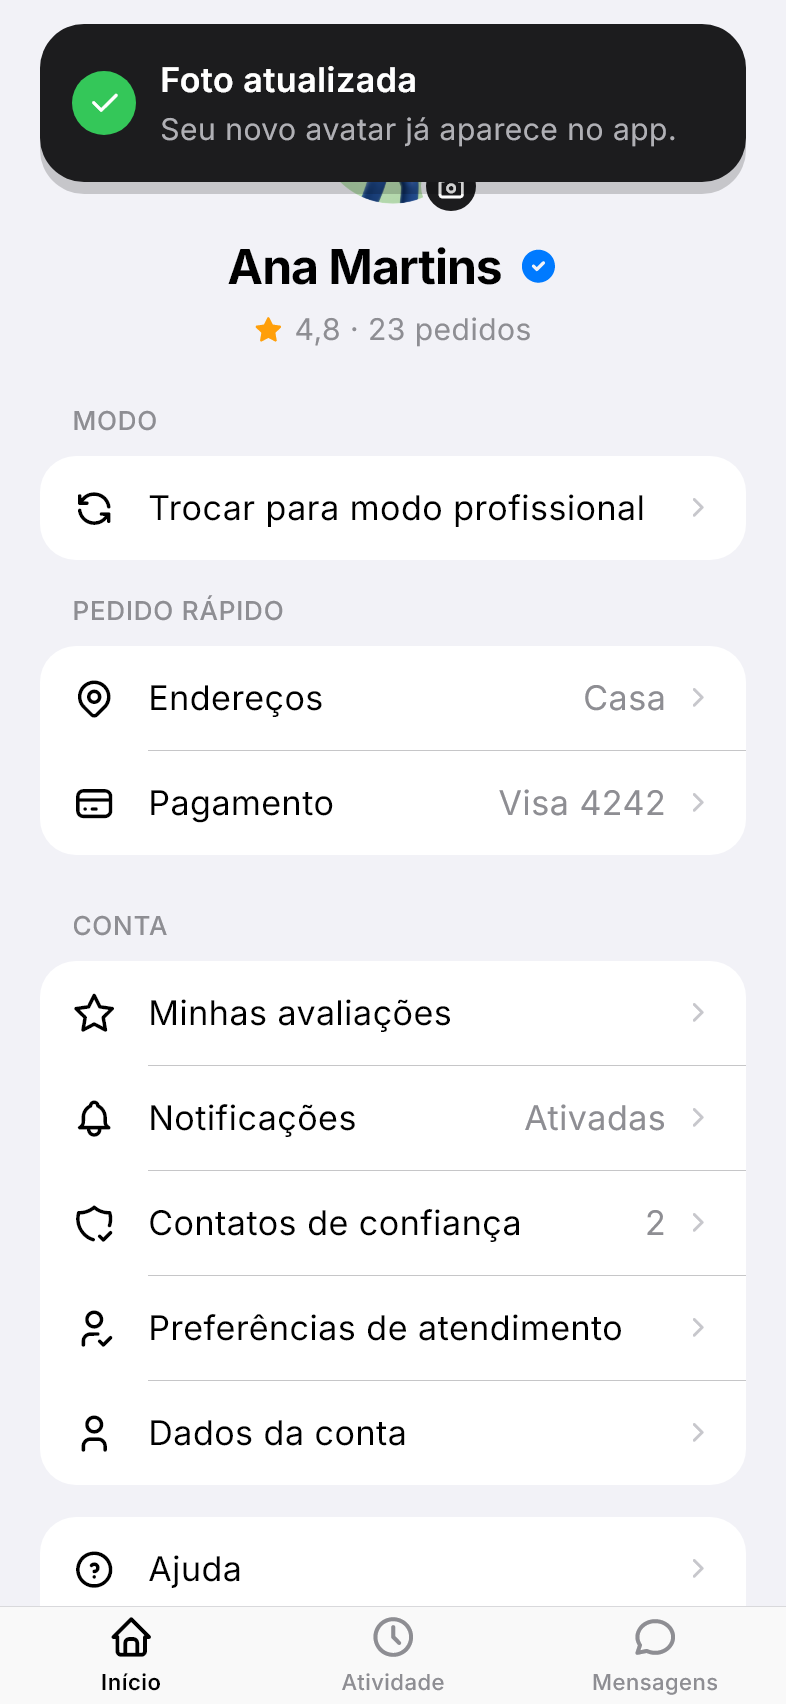 Foto atualizada
Seu novo avatar já aparece no app.
Ana Martins
4,8 · 23 pedidos
MODO
Trocar para modo profissional
PEDIDO RÁPIDO
Endereços Casa
Pagamento Visa 4242
CONTA
Minhas avaliações
Notificações Ativadas
Contatos de confiança 2
Preferências de atendimento
Dados da conta
Ajuda
Início Atividade Mensagens